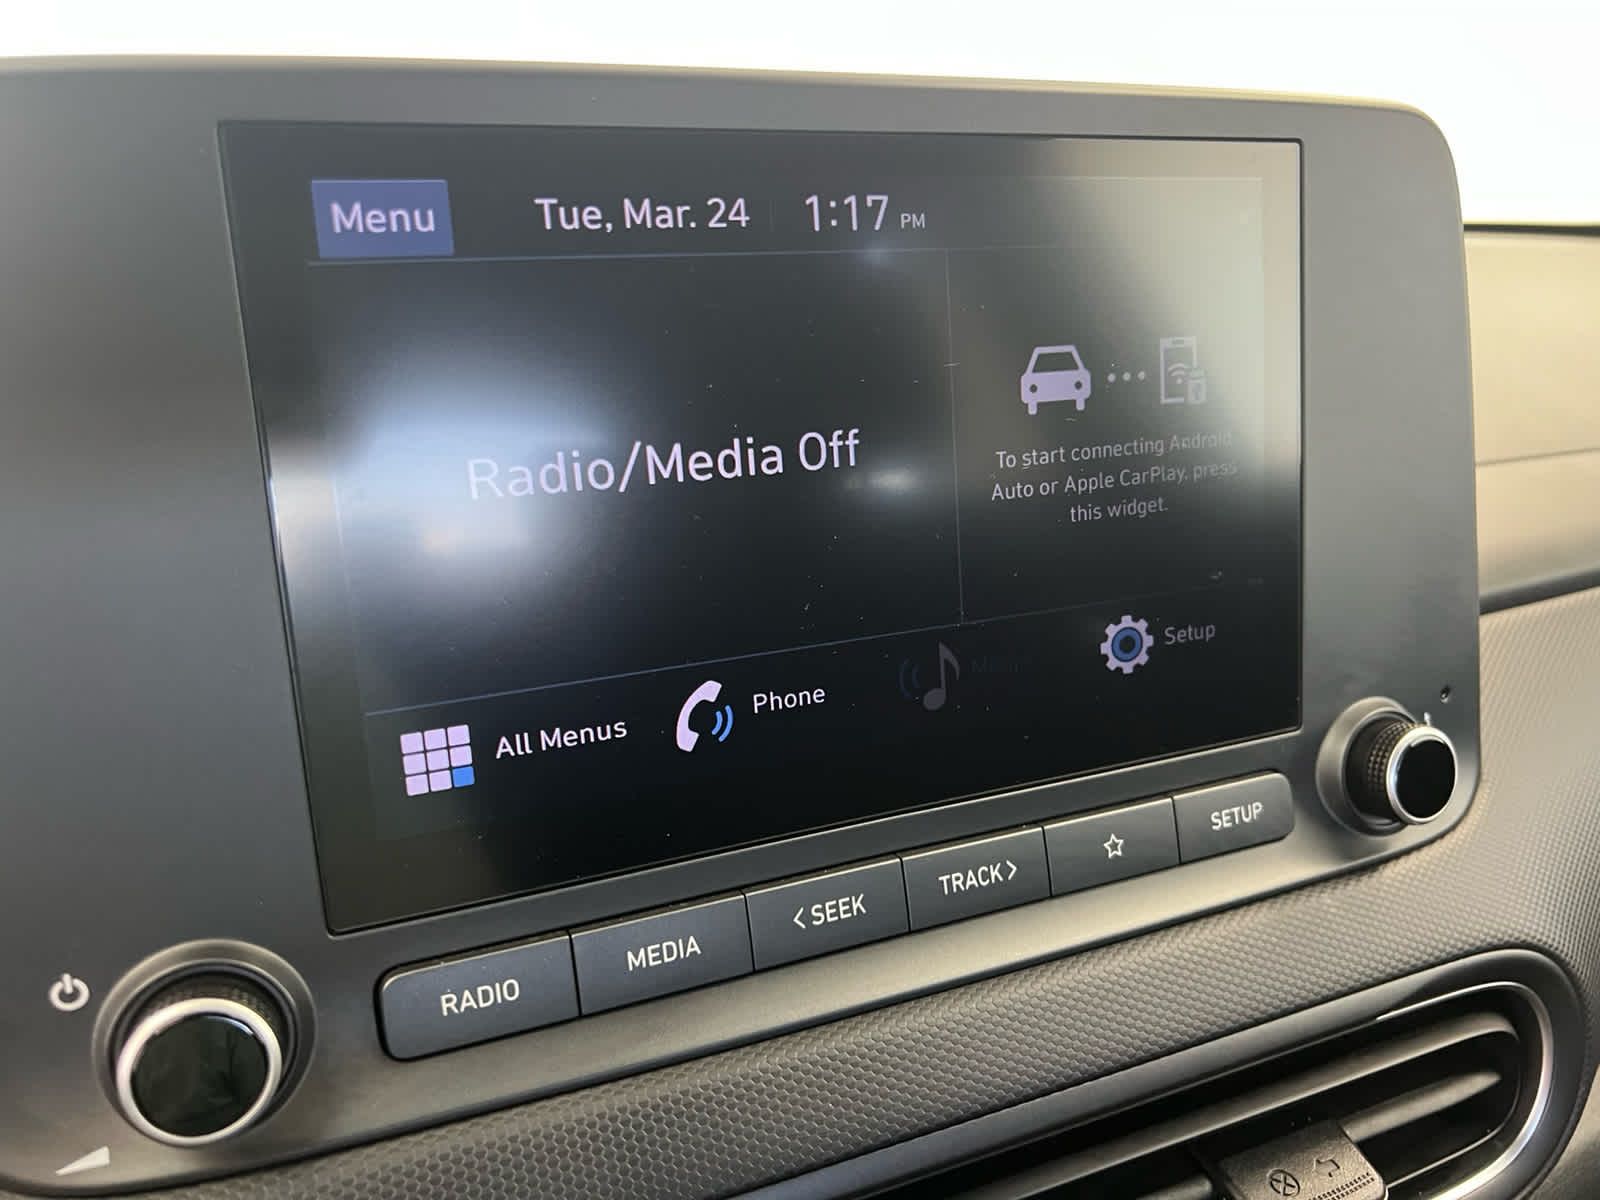 Menu Tue, Mar. 24 1:17 PM
Radio/Media Off
To start connecting Android
Auto or Apple CarPlay, press
this widget.
All Menus Phone Setup
RADIO MEDIA < SEEK TRACK > SETUP